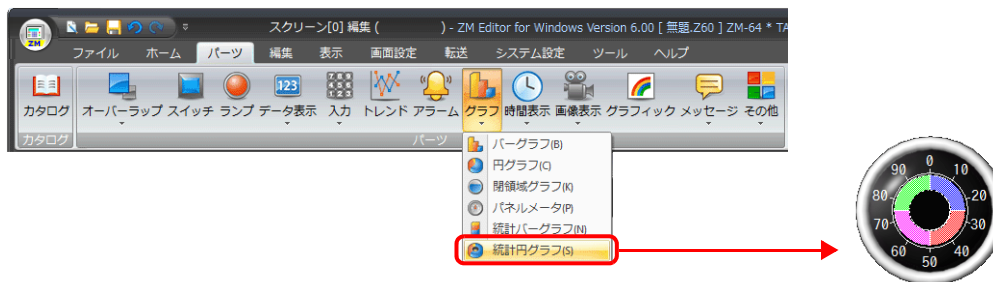 スクリーン[0] 編集 (          ) - ZM Editor for Windows Version 6.00 [ 無題.Z60 ] ZM-64 * TA
ZM
ファイル ホーム パーツ 編集 表示 画面設定 転送 システム設定 ツール ヘルプ
カタログ オーバーラップ スイッチ ランプ データ表示 入力 トレンド アラーム グラフ 時間表示 画像表示 グラフィック メッセージ その他
カタログ パーツ
バーグラフ(B)
円グラフ(C)
閉領域グラフ(K)
パネルメータ(P)
統計バーグラフ(N)
統計円グラフ(S)
0
90 10
80 20
70 30
60 40
50